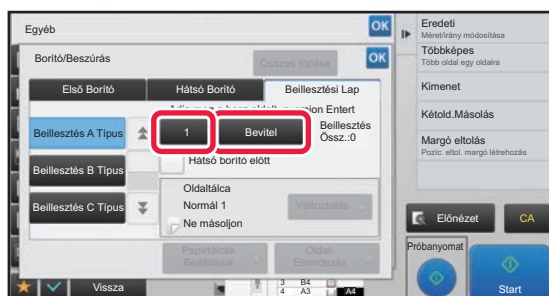 Egyéb
OK
Borító/Beszúrás
Összes törlése
OK
Első Borító
Hátsó Borító
Beillesztési Lap
Beillesztés A Típus
1
Bevitel
Beillesztés
Össz.:0
Beillesztés B Típus
Hátsó borító előtt
Beillesztés C Típus
Oldaltálca
Normál 1
Ne másoljon
Változtatás
Papírtálcák
Beállításai
Oldal-
Elrendezés
Vissza
3 B4
4 A3
A4
Eredeti
Méret/irány módosítása
Többképes
Több oldal egy oldalra
Kimenet
Kétold.Másolás
Margó eltolás
Pozic. eltol. margó létrehozás
Előnézet
CA
Próbanyomat
Start